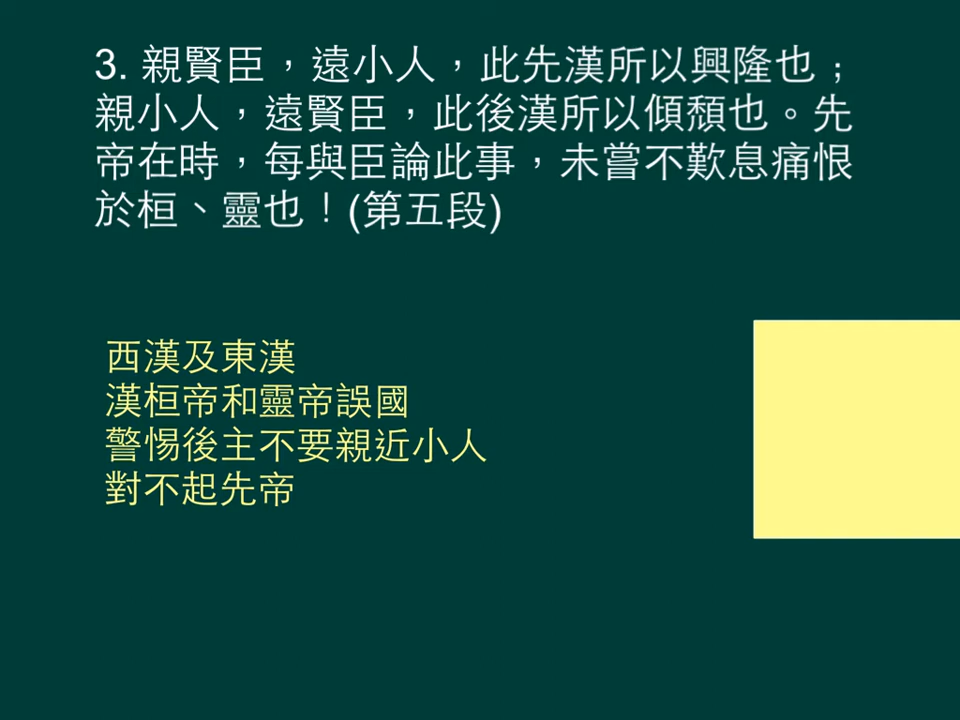 3. 親賢臣，遠小人，此先漢所以興隆也；
親小人，遠賢臣，此後漢所以傾頹也。先
帝在時，每與臣論此事，未嘗不歎息痛恨
於桓、靈也！(第五段)
西漢及東漢
漢桓帝和靈帝誤國
警惕後主不要親近小人
對不起先帝